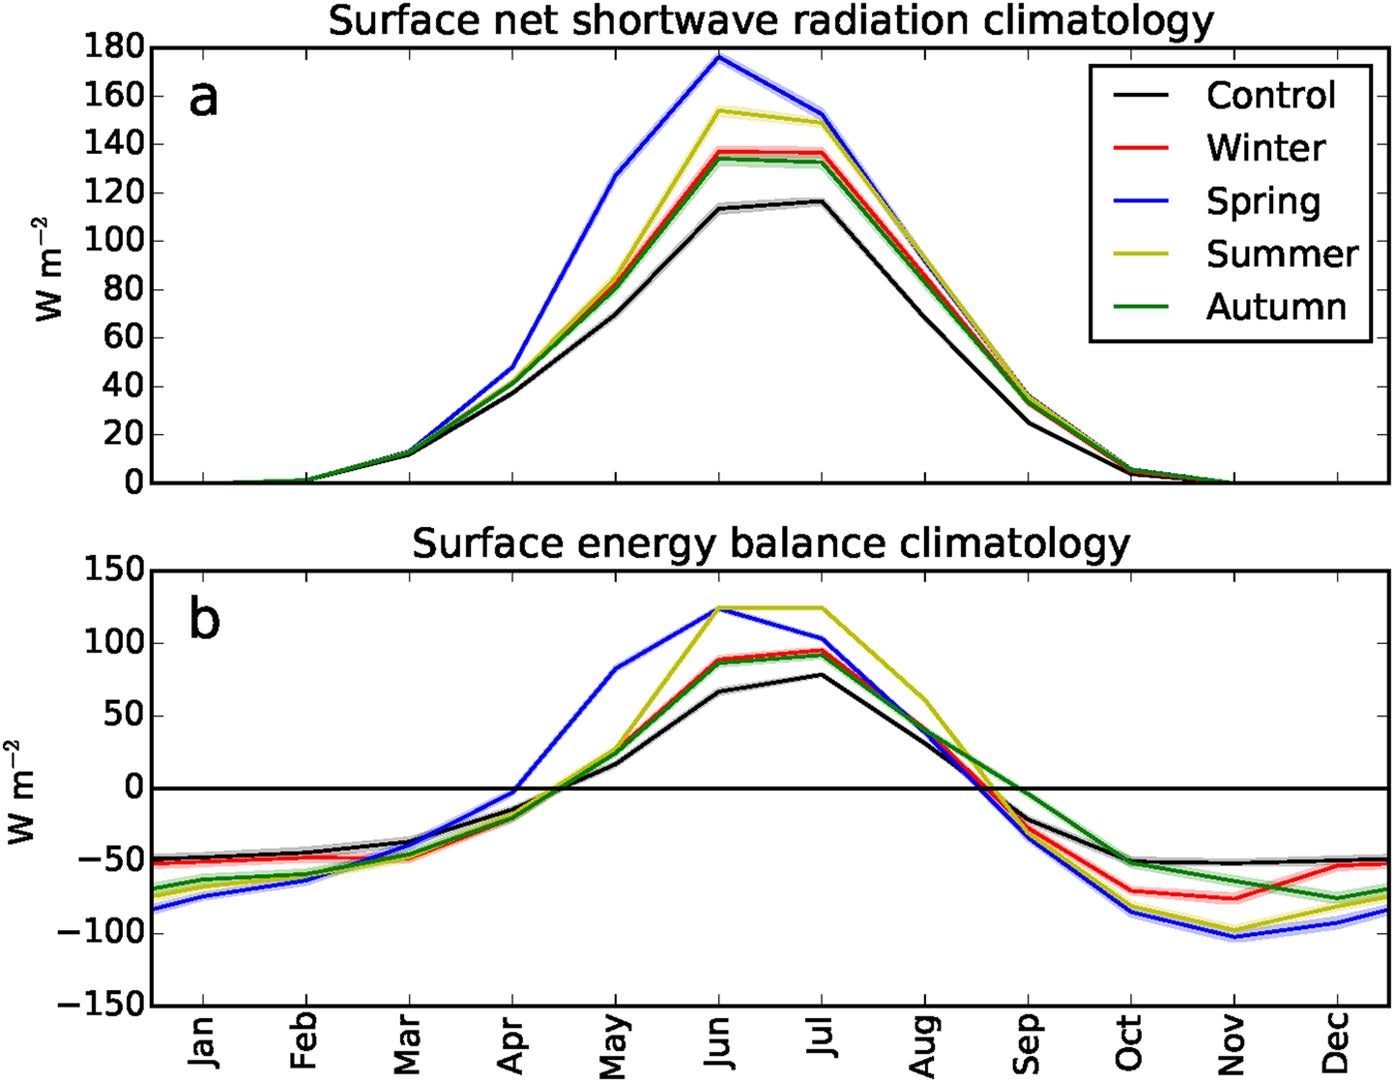 Surface net shortwave radiation climatology
180
160
140
120
100
80
60
40
20
0
W m−2
a
Control
Winter
Spring
Summer
Autumn
Surface energy balance climatology
150
100
50
0
−50
−100
−150
W m−2
b
Jan
Feb
Mar
Apr
May
Jun
Jul
Aug
Sep
Oct
Nov
Dec